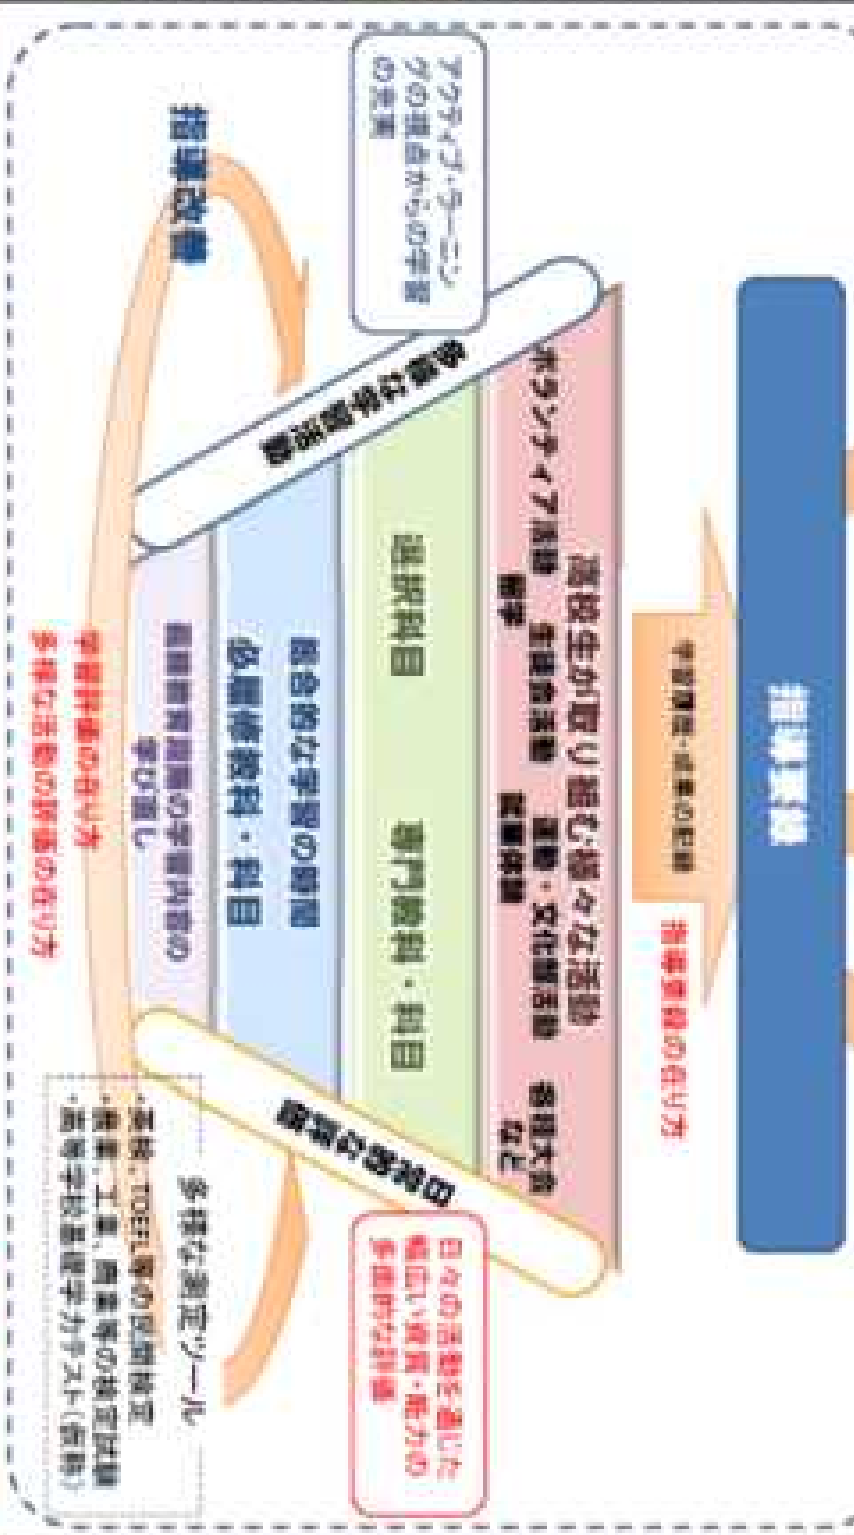 指導要録
学習課程・成果の記録
指導要録の在り方
高校生が取り組む様々な活動
ボランティア活動 生徒会活動 運動・文化部活動 各種大会
留学 就業体験 など
選択科目 専門教科・科目
総合的な学習の時間
必履修教科・科目
義務教育段階の学習内容の
学び直し
アクティブ・ラーニン
グの視点からの学習
の充実
多様な学習活動
日常的な評価
日々の活動を通じた
幅広い資質・能力の
多面的な評価
指導改善
学習評価の在り方
多様な活動の評価の在り方
多様な測定ツール
・英検、TOEFL等の民間検定
・農業、工業、商業等の検定試験
・高等学校基礎学力テスト(仮称)